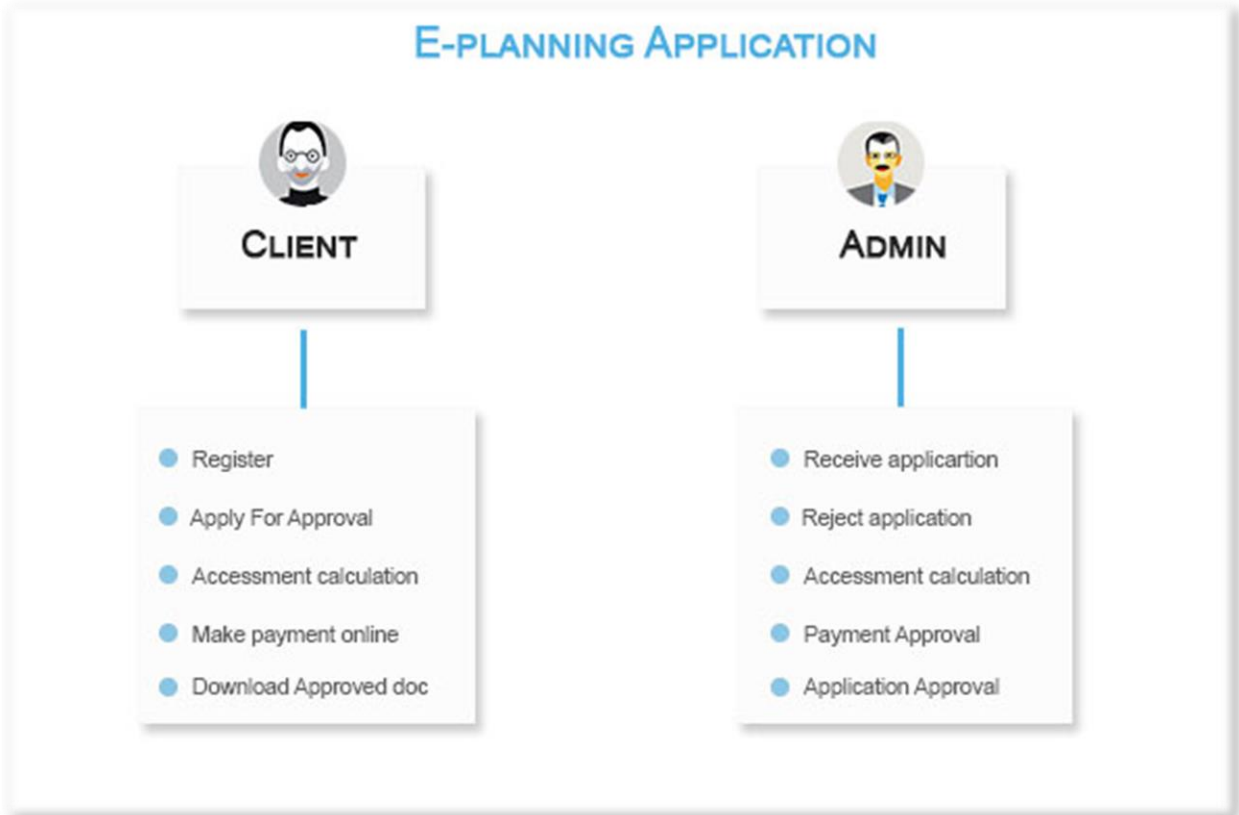 E-PLANNING APPLICATION
CLIENT
Register
Apply For Approval
Accessment calculation
Make payment online
Download Approved doc
ADMIN
Receive applicartion
Reject application
Accessment calculation
Payment Approval
Application Approval